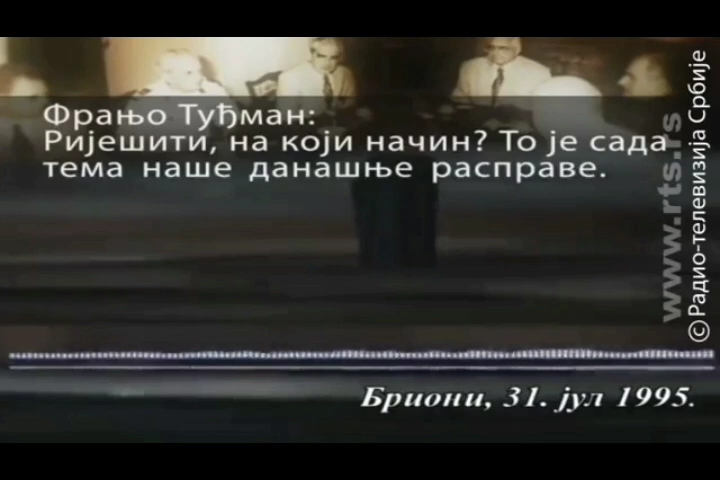 Фрањо Туђман:
Ријешити, на који начин? То је сада
тема наше данашње расправе.
Бриони, 31. јул 1995.
www.rts.rs
© Радио-телевизија Србије